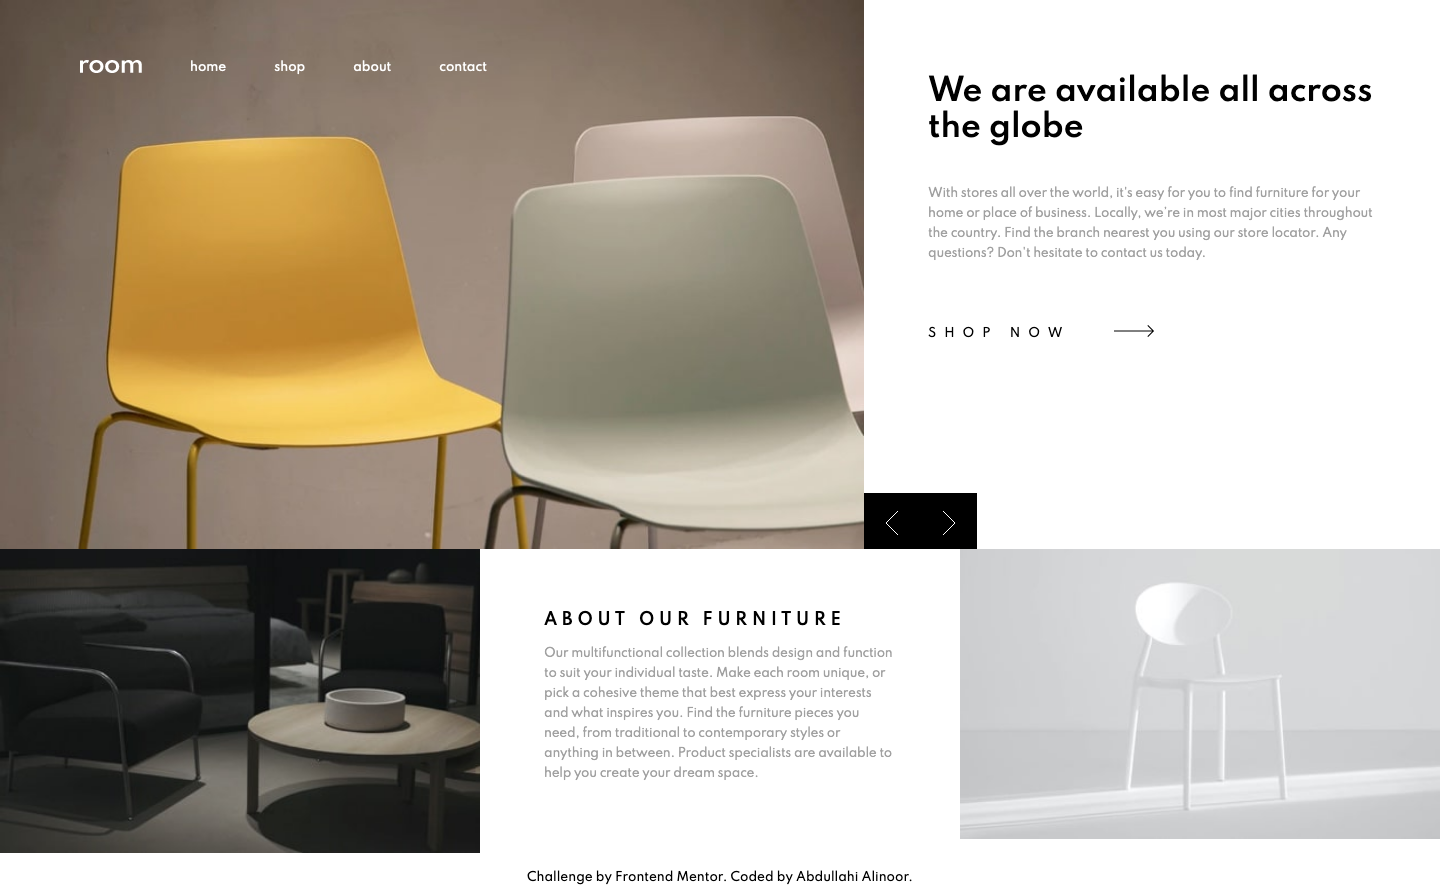 room
home shop about contact
We are available all across
the globe
With stores all over the world, it's easy for you to find furniture for your
home or place of business. Locally, we're in most major cities throughout
the country. Find the branch nearest you using our store locator. Any
questions? Don't hesitate to contact us today.
SHOP NOW
ABOUT OUR FURNITURE
Our multifunctional collection blends design and function
to suit your individual taste. Make each room unique, or
pick a cohesive theme that best express your interests
and what inspires you. Find the furniture pieces you
need, from traditional to contemporary styles or
anything in between. Product specialists are available to
help you create your dream space.
Challenge by Frontend Mentor. Coded by Abdullahi Alinoor.